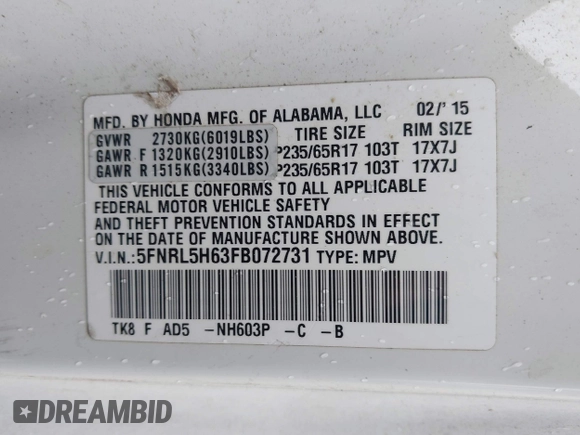 MFD. BY HONDA MFG. OF ALABAMA, LLC 02/' 15
GVWR 2730KG(6019LBS) TIRE SIZE RIM SIZE
GAWR F 1320KG(2910LBS) P235/65R17 103T 17X7J
GAWR R 1515KG(3340LBS) P235/65R17 103T 17X7J
THIS VEHICLE CONFORMS TO ALL APPLICABLE
FEDERAL MOTOR VEHICLE SAFETY
AND THEFT PREVENTION STANDARDS IN EFFECT
ON THE DATE OF MANUFACTURE SHOWN ABOVE.
V.I.N.:5FNRL5H63FB072731 TYPE: MPV
TK8 F AD5 -NH603P -C -B
DREAMBID